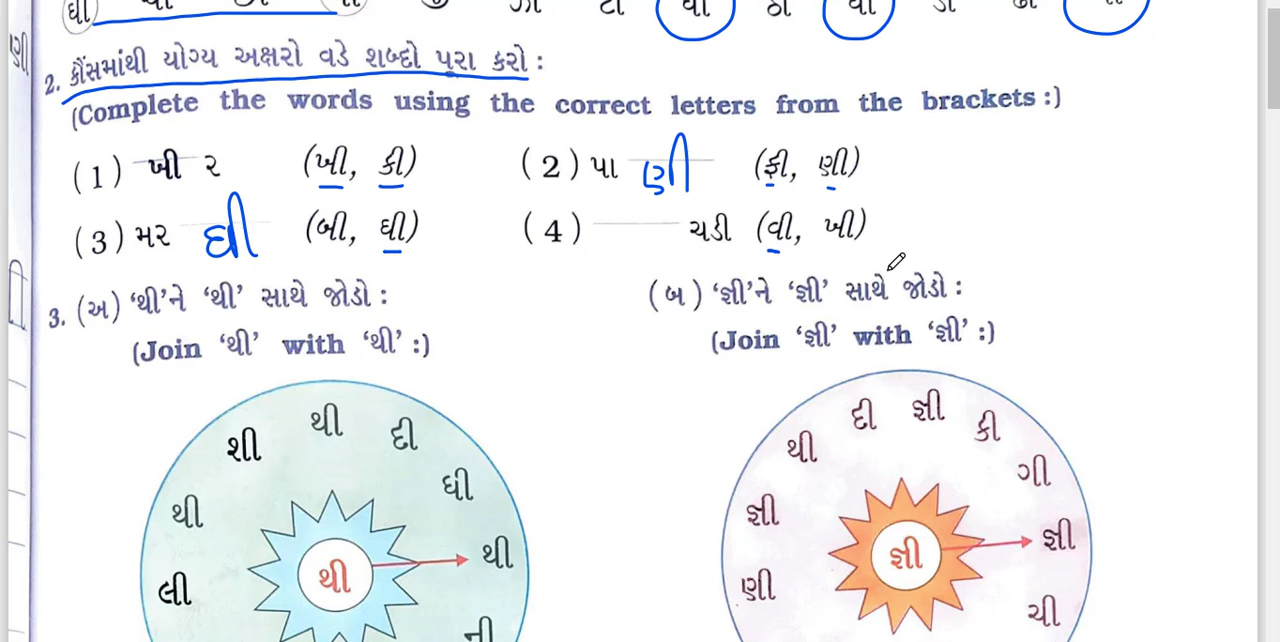 2. કૌંસમાંથી યોગ્ય અક્ષરો વડે શબ્દો પૂરા કરો :
(Complete the words using the correct letters from the brackets :)
(1) ખી ર (ખી, કી) (2) પા ણી (ફી, ણી)
(3) મર ઘી (બી, ઘી) (4) ચડી (વી, ખી)
3. (અ) ‘થી’ને ‘થી’ સાથે જોડો : (બ) ‘જ્ઞી’ને ‘જ્ઞી’ સાથે જોડો :
(Join ‘થી’ with ‘થી’ :) (Join ‘જ્ઞી’ with ‘જ્ઞી’ :)
શી થી દી થી દી જ્ઞી કી
થી ધી જ્ઞી ગી
થી થી જ્ઞી જ્ઞી
લી ની ણી ચી